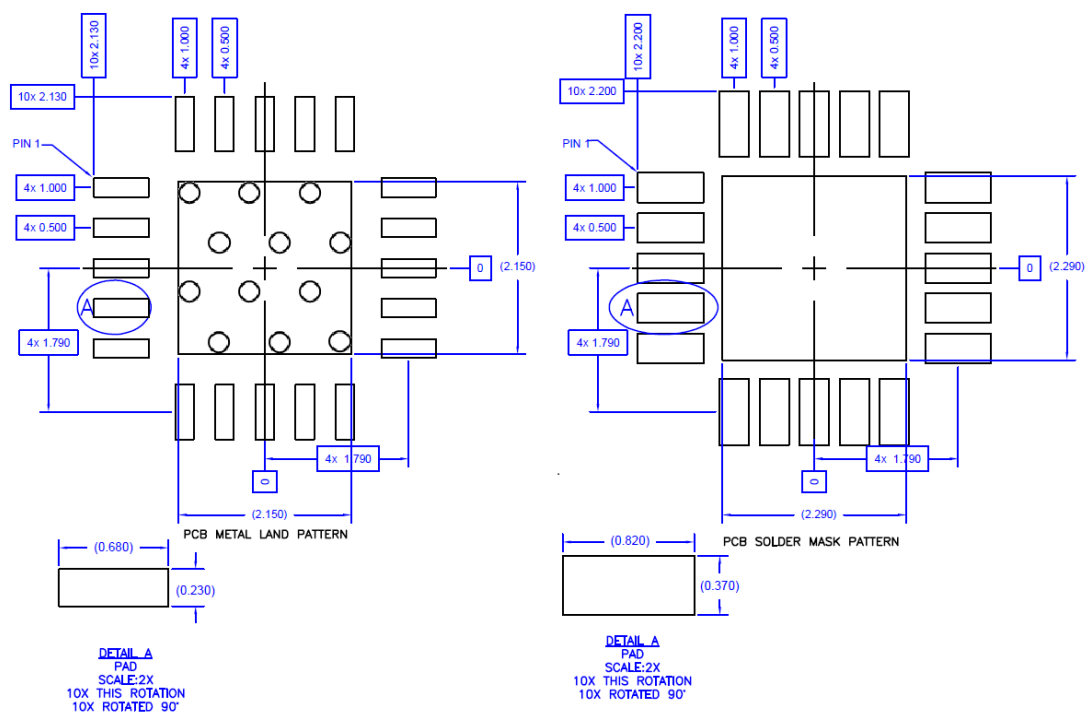 10x 2.130
4x 1.000
4x 0.500
10x 2.130
PIN 1
4x 1.000
4x 0.500
A
4x 1.790
0
(2.150)
4x 1.790
0
(2.150)
PCB METAL LAND PATTERN
(0.680)
(0.230)
DETAIL A
PAD
SCALE:2X
10X THIS ROTATION
10X ROTATED 90°
10x 2.200
4x 1.000
4x 0.500
10x 2.200
PIN 1
4x 1.000
4x 0.500
A
4x 1.790
0
(2.290)
4x 1.790
0
(2.290)
PCB SOLDER MASK PATTERN
(0.820)
(0.370)
DETAIL A
PAD
SCALE:2X
10X THIS ROTATION
10X ROTATED 90°